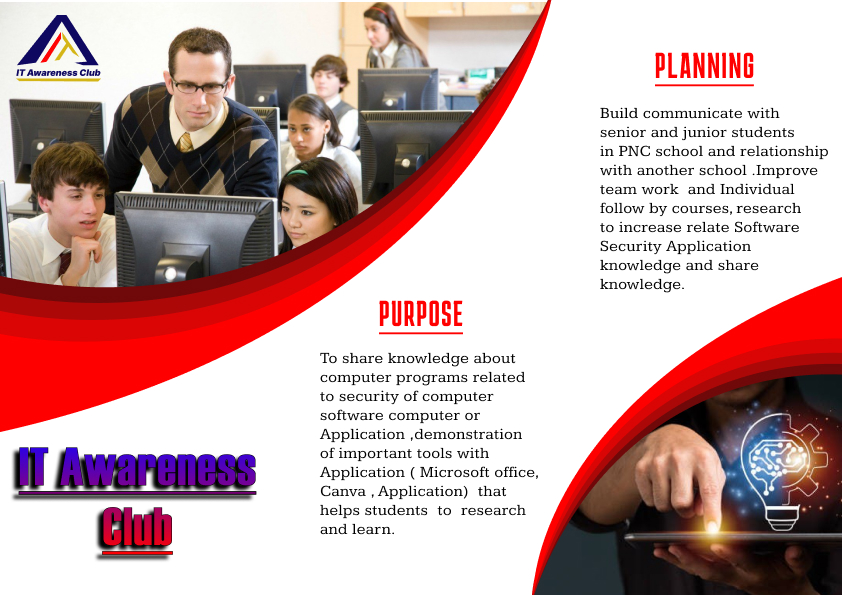 IT Awareness Club
PLANNING
Build communicate with
senior and junior students
in PNC school and relationship
with another school .Improve
team work  and Individual
follow by courses, research
to increase relate Software
Security Application
knowledge and share
knowledge.
PURPOSE
To share knowledge about
computer programs related
to security of computer
software computer or
Application ,demonstration
of important tools with
Application ( Microsoft office,
Canva , Application)  that
helps students  to  research
and learn.
IT Awareness
Club